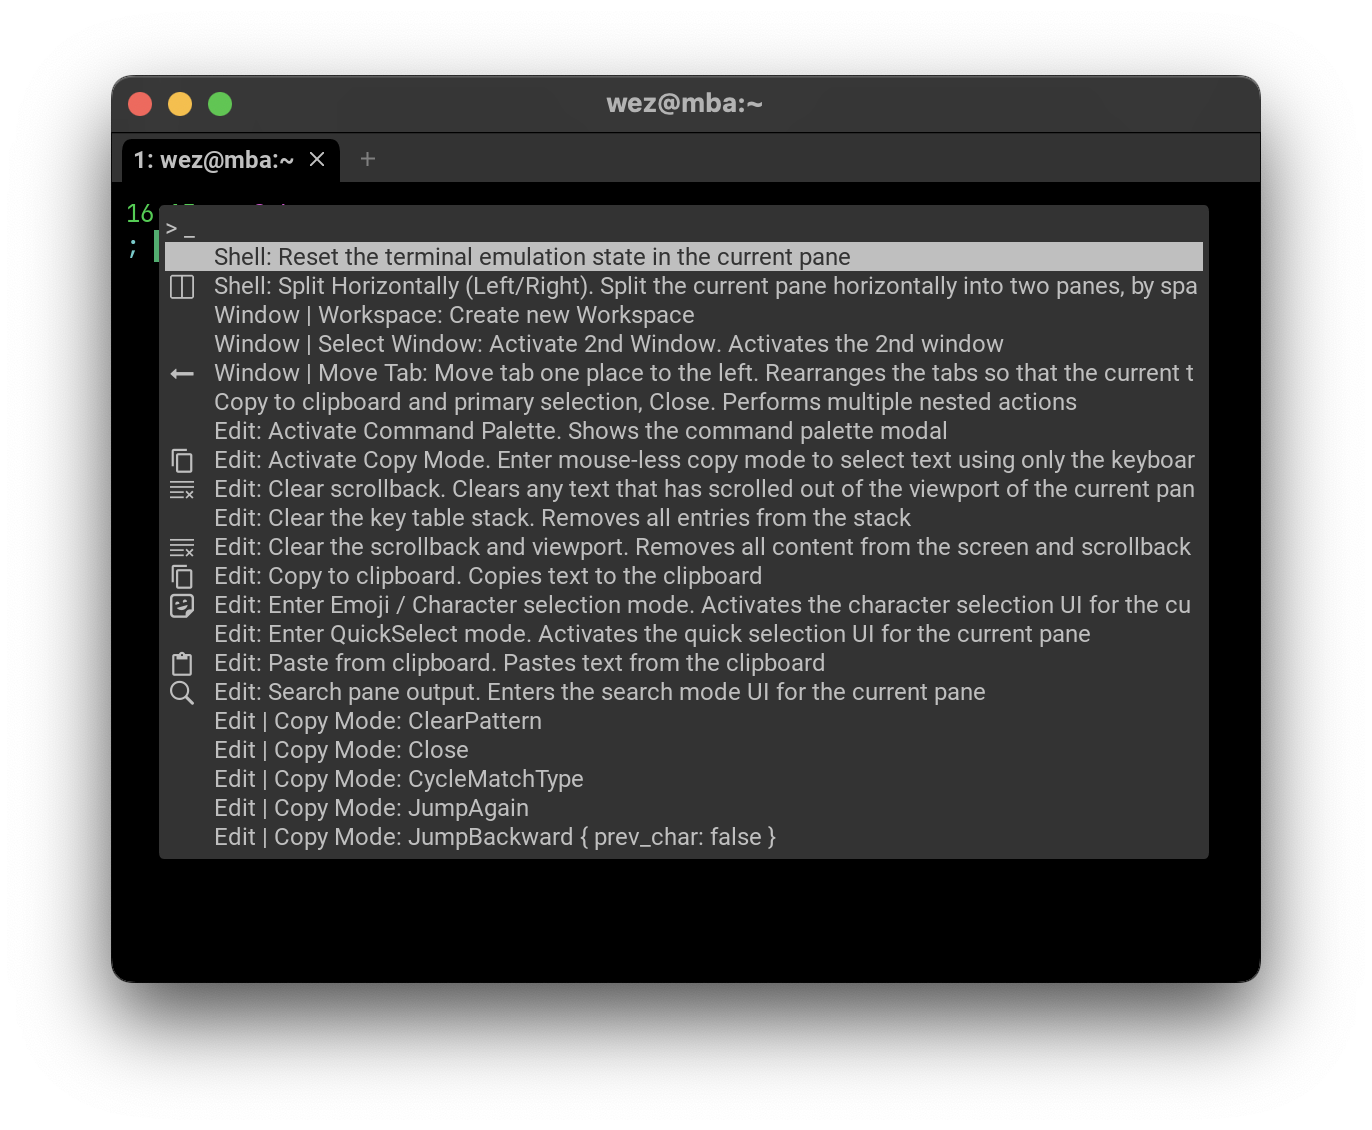 wez@mba:~
1: wez@mba:~
16
;
> _
Shell: Reset the terminal emulation state in the current pane
Shell: Split Horizontally (Left/Right). Split the current pane horizontally into two panes, by spa
Window | Workspace: Create new Workspace
Window | Select Window: Activate 2nd Window. Activates the 2nd window
Window | Move Tab: Move tab one place to the left. Rearranges the tabs so that the current t
Copy to clipboard and primary selection, Close. Performs multiple nested actions
Edit: Activate Command Palette. Shows the command palette modal
Edit: Activate Copy Mode. Enter mouse-less copy mode to select text using only the keyboar
Edit: Clear scrollback. Clears any text that has scrolled out of the viewport of the current pan
Edit: Clear the key table stack. Removes all entries from the stack
Edit: Clear the scrollback and viewport. Removes all content from the screen and scrollback
Edit: Copy to clipboard. Copies text to the clipboard
Edit: Enter Emoji / Character selection mode. Activates the character selection UI for the cu
Edit: Enter QuickSelect mode. Activates the quick selection UI for the current pane
Edit: Paste from clipboard. Pastes text from the clipboard
Edit: Search pane output. Enters the search mode UI for the current pane
Edit | Copy Mode: ClearPattern
Edit | Copy Mode: Close
Edit | Copy Mode: CycleMatchType
Edit | Copy Mode: JumpAgain
Edit | Copy Mode: JumpBackward { prev_char: false }